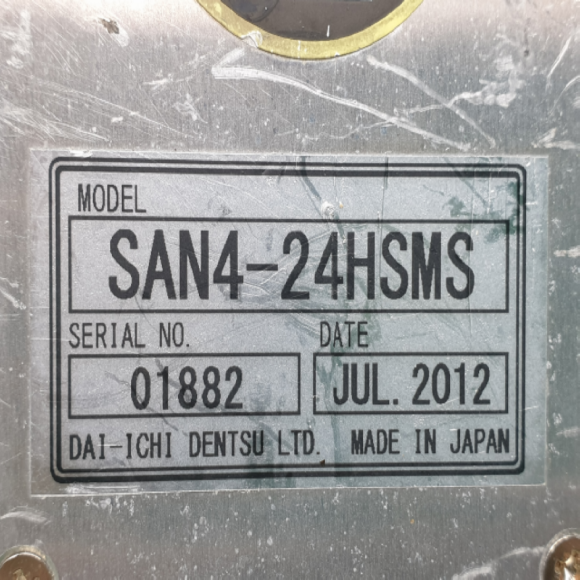 MODEL
SAN4-24HSMS
SERIAL NO. DATE
01882 JUL. 2012
DAI-ICHI DENTSU LTD. MADE IN JAPAN